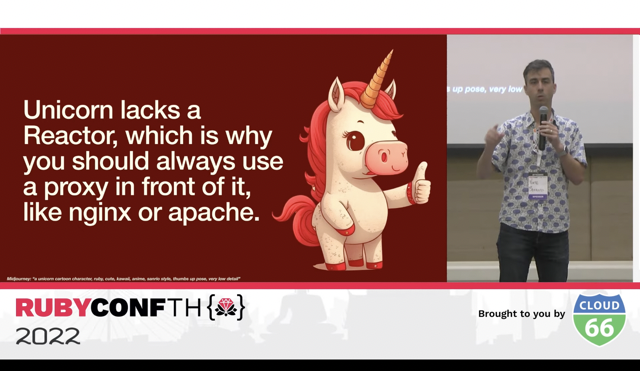 Unicorn lacks a
Reactor, which is why
you should always use
a proxy in front of it,
like nginx or apache.
Midjourney: "a unicorn cartoon character, ruby, cute, kawaii, anime, sanrio style, thumbs up pose, very low detail"
s up pose, very low
RUBYCONFTH
2022
Brought to you by
CLOUD
66